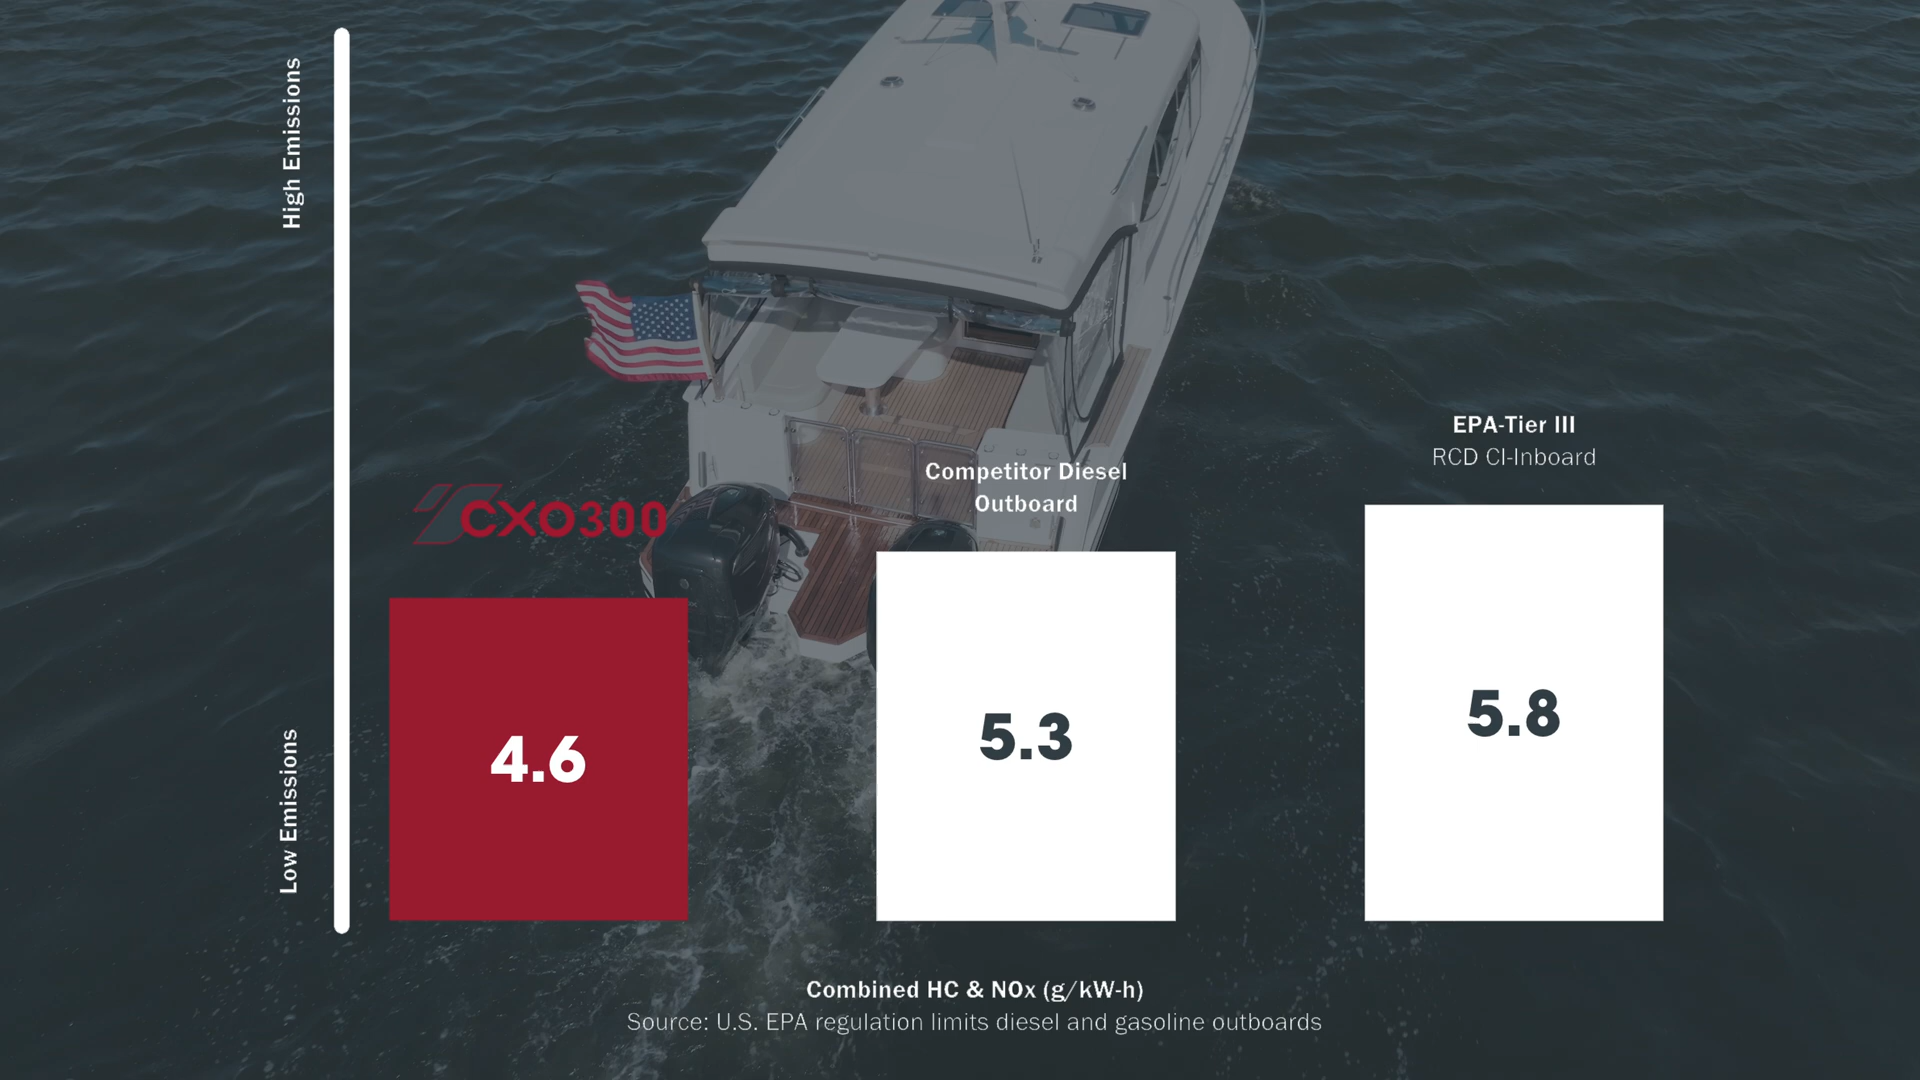 High Emissions
Low Emissions
CXO300
4.6
Competitor Diesel
Outboard
5.3
EPA-Tier III
RCD CI-Inboard
5.8
Combined HC & NOx (g/kW-h)
Source: U.S. EPA regulation limits diesel and gasoline outboards